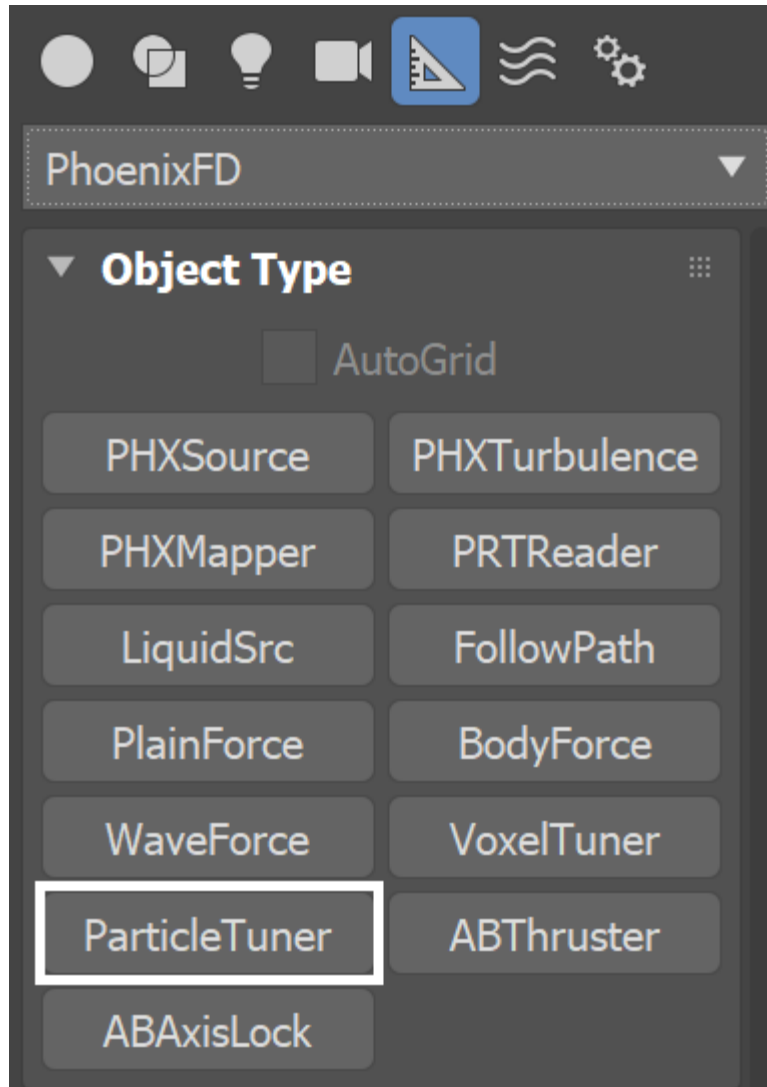 PhoenixFD
Object Type
AutoGrid
PHXSource PHXTurbulence
PHXMapper PRTReader
LiquidSrc FollowPath
PlainForce BodyForce
WaveForce VoxelTuner
ParticleTuner ABThruster
ABAxisLock